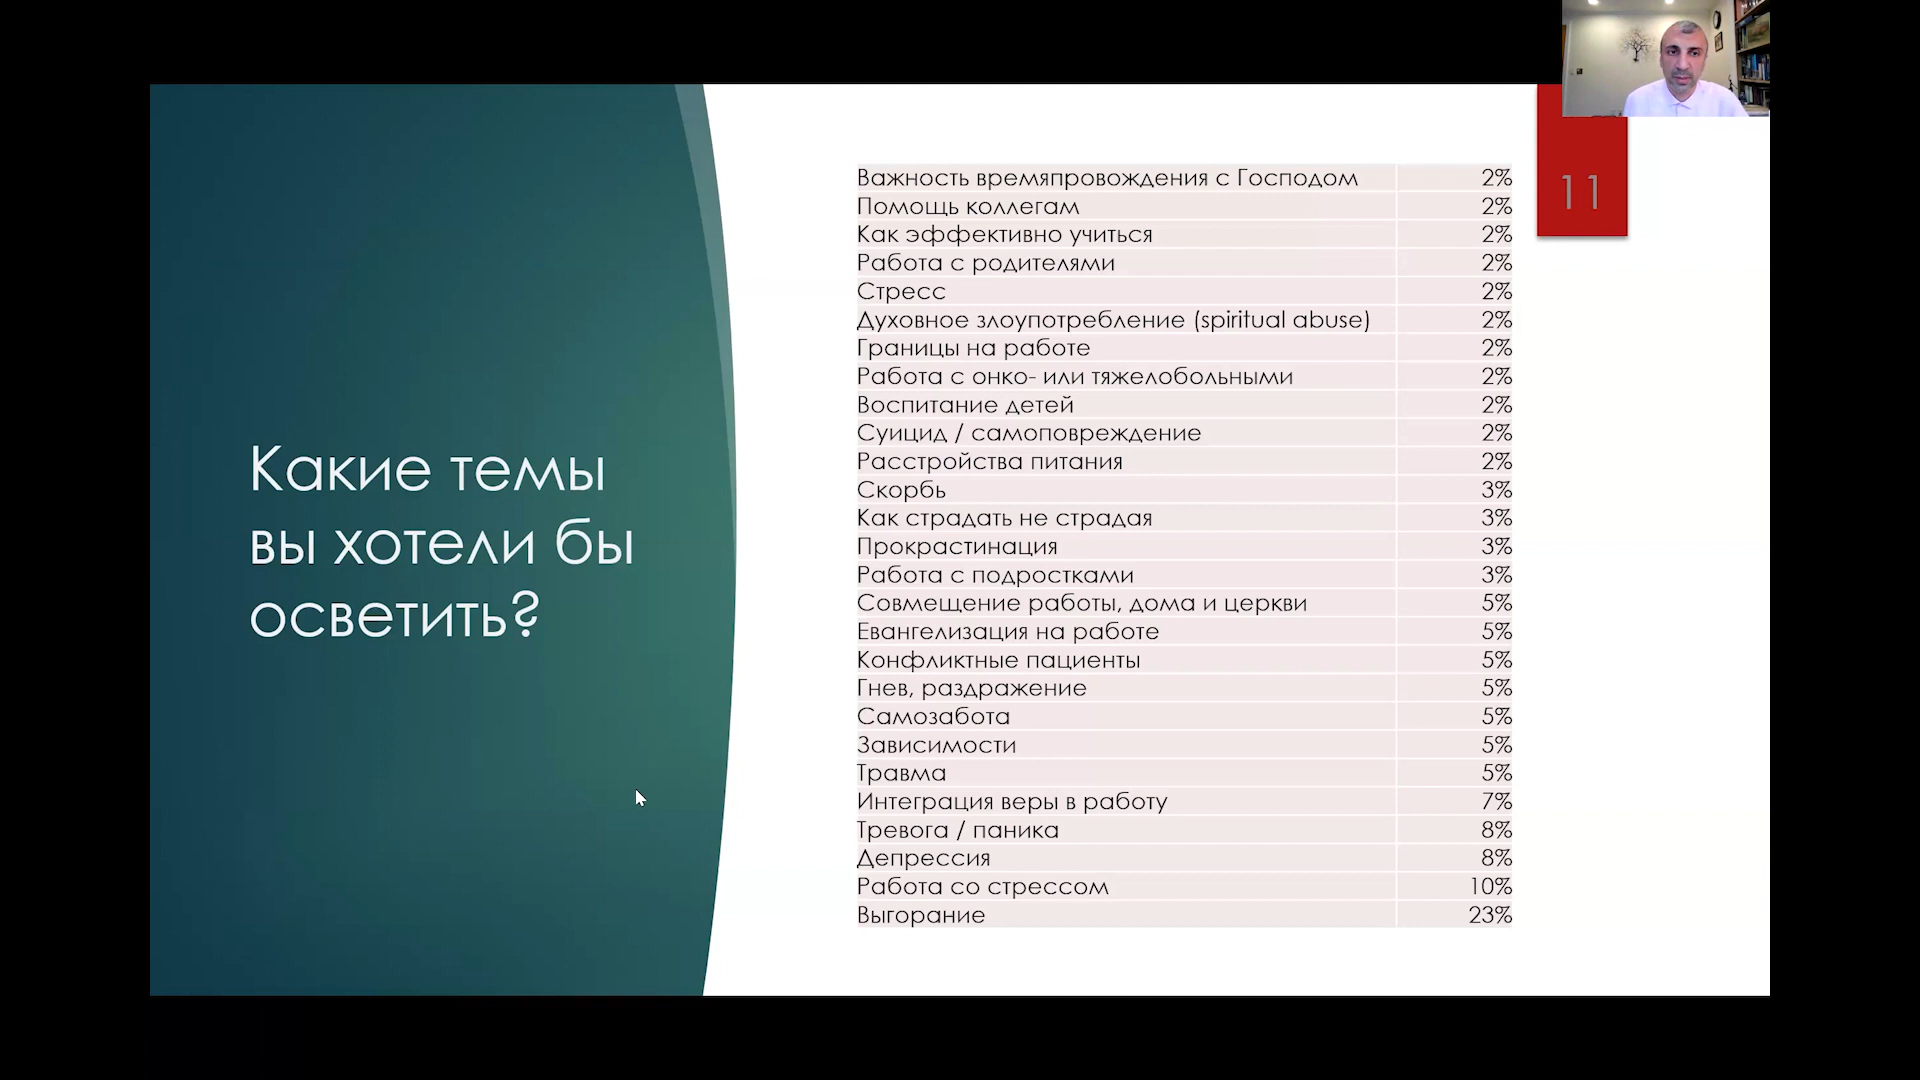 Какие темы
вы хотели бы
осветить?
Важность времяпровождения с Господом 2%
Помощь коллегам 2%
Как эффективно учиться 2%
Работа с родителями 2%
Стресс 2%
Духовное злоупотребление (spiritual abuse) 2%
Границы на работе 2%
Работа с онко- или тяжелобольными 2%
Воспитание детей 2%
Суицид / самоповреждение 2%
Расстройства питания 2%
Скорбь 3%
Как страдать не страдая 3%
Прокрастинация 3%
Работа с подростками 3%
Совмещение работы, дома и церкви 5%
Евангелизация на работе 5%
Конфликтные пациенты 5%
Гнев, раздражение 5%
Самозабота 5%
Зависимости 5%
Травма 5%
Интеграция веры в работу 7%
Тревога / паника 8%
Депрессия 8%
Работа со стрессом 10%
Выгорание 23%
11